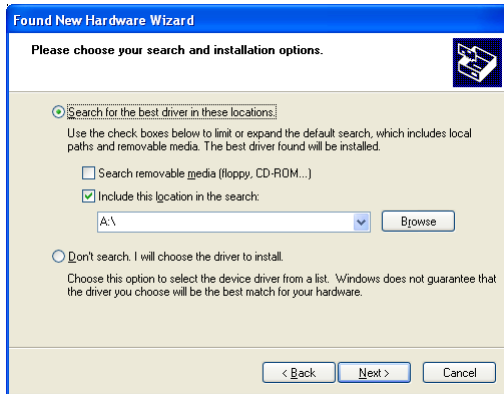 Found New Hardware Wizard
Please choose your search and installation options.
Search for the best driver in these locations.
Use the check boxes below to limit or expand the default search, which includes local
paths and removable media. The best driver found will be installed.
Search removable media (floppy, CD-ROM...)
Include this location in the search:
A:\
Browse
Don't search. I will choose the driver to install.
Choose this option to select the device driver from a list. Windows does not guarantee that
the driver you choose will be the best match for your hardware.
< Back Next > Cancel